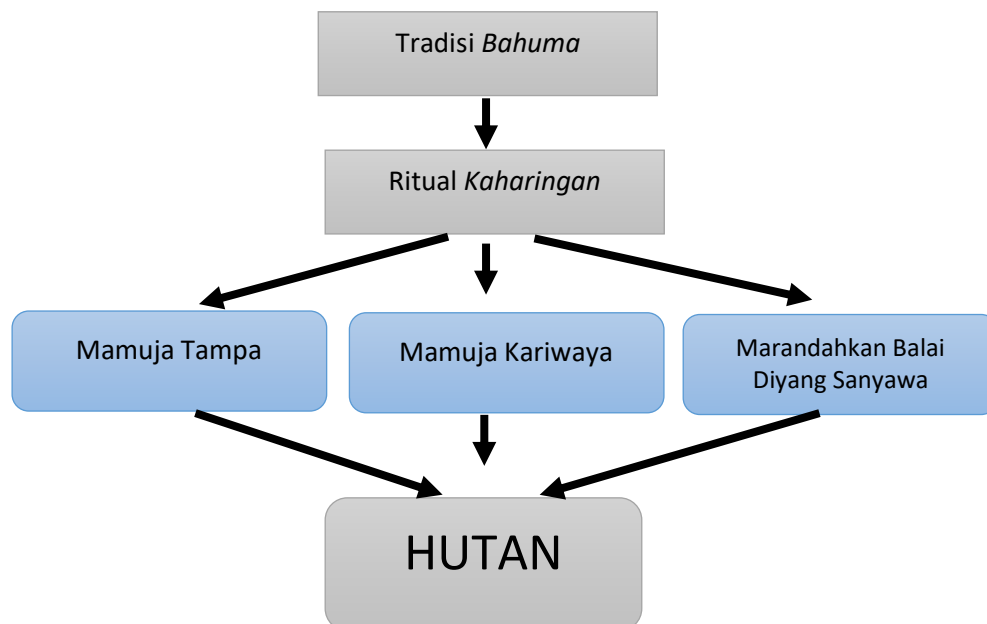 Tradisi Bahuma
Ritual Kaharingan
Mamuja Tampa
Mamuja Kariwaya
Marandahkan Balai
Diyang Sanyawa
HUTAN